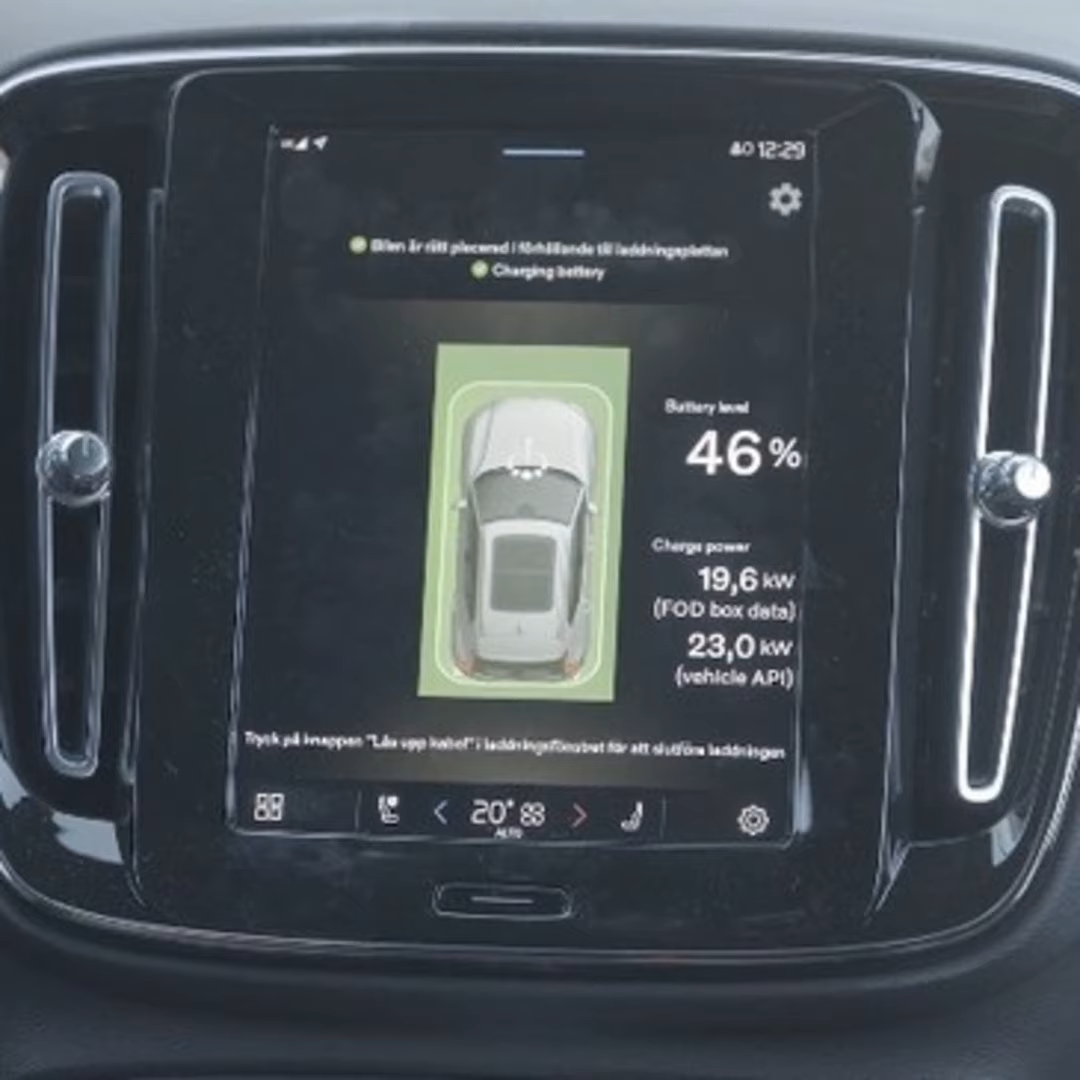 12:29
Bilen är rätt placerad i förhållande till laddningsplattan
Charging battery
Battery level
46 %
Charge power
19,6 kW
(FOD box data)
23,0 kW
(vehicle API)
Tryck på knappen "Lås upp kabel" i laddningsfönstret för att slutföra laddningen
20°
AUTO